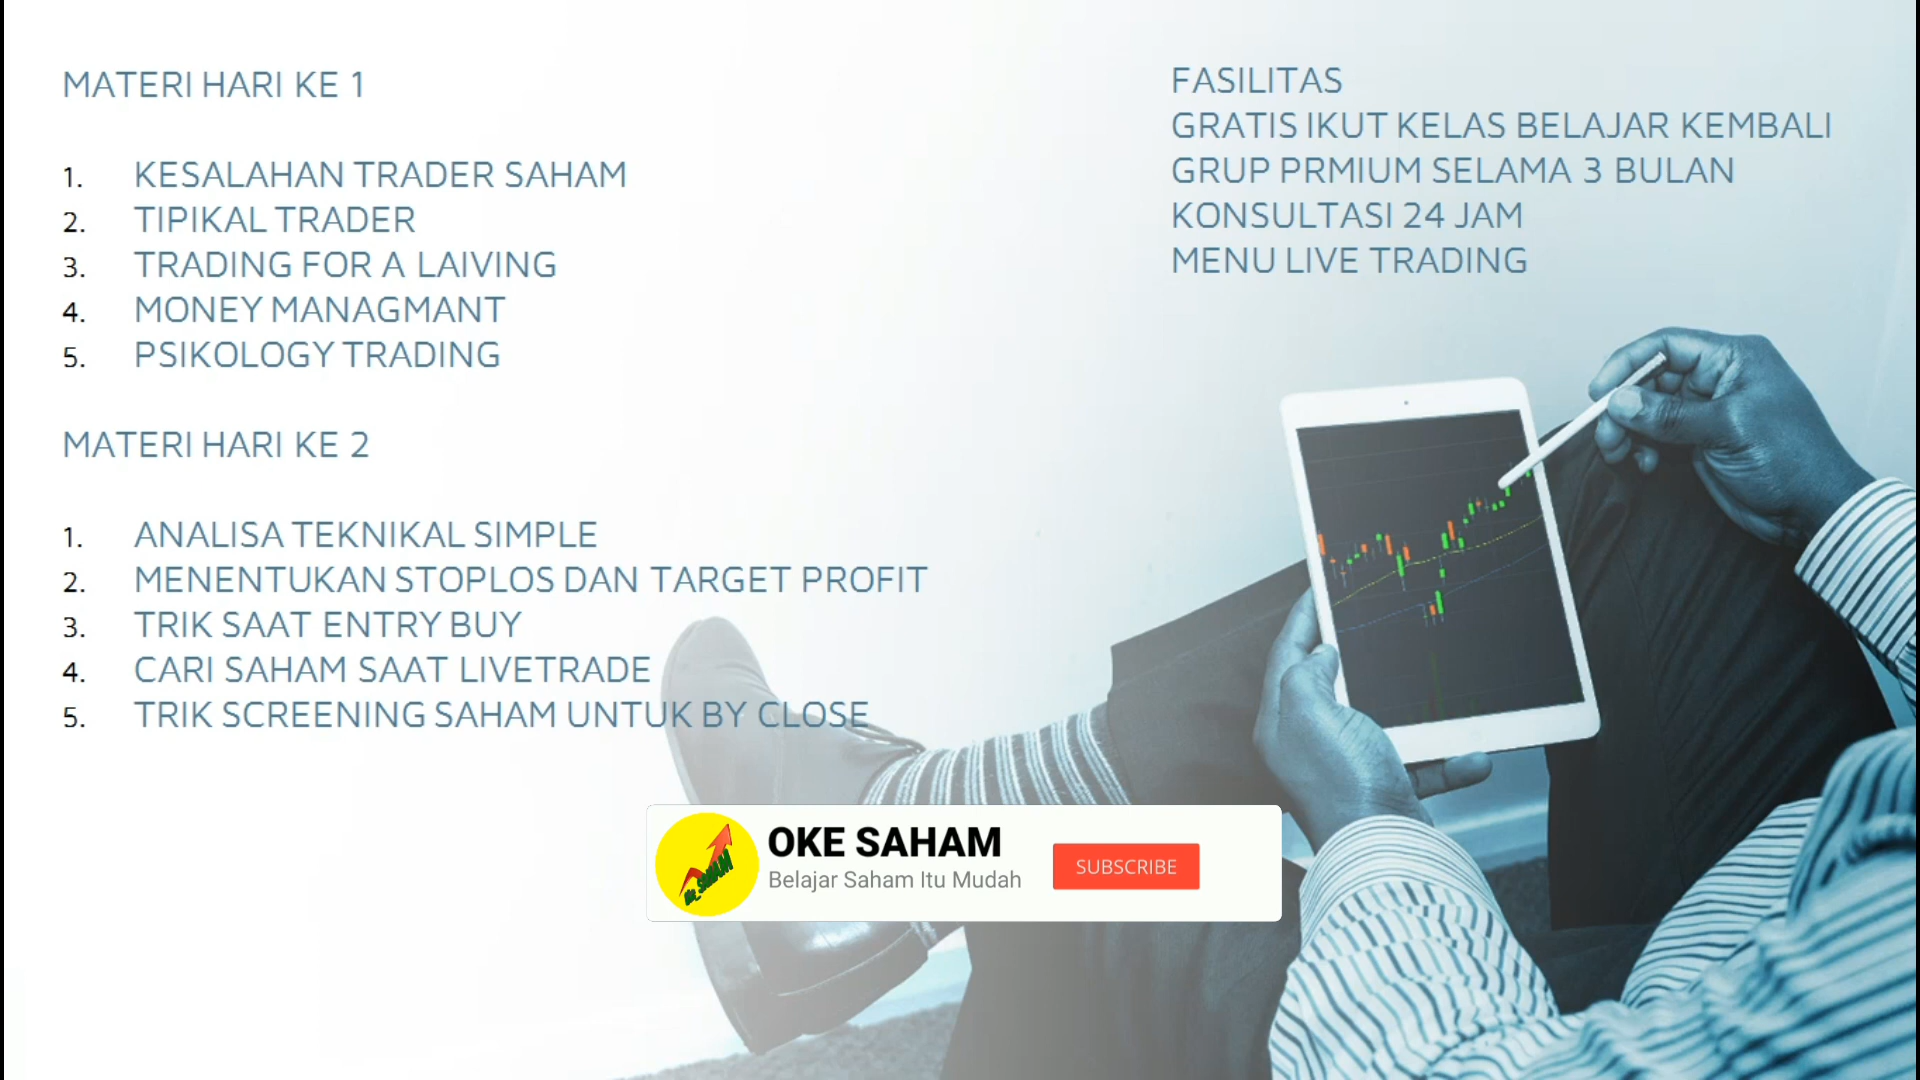 MATERI HARI KE 1
1. KESALAHAN TRADER SAHAM
2. TIPIKAL TRADER
3. TRADING FOR A LAIVING
4. MONEY MANAGMANT
5. PSIKOLOGY TRADING
MATERI HARI KE 2
1. ANALISA TEKNIKAL SIMPLE
2. MENENTUKAN STOPLOS DAN TARGET PROFIT
3. TRIK SAAT ENTRY BUY
4. CARI SAHAM SAAT LIVETRADE
5. TRIK SCREENING SAHAM UNTUK BY CLOSE
FASILITAS
GRATIS IKUT KELAS BELAJAR KEMBALI
GRUP PRMIUM SELAMA 3 BULAN
KONSULTASI 24 JAM
MENU LIVE TRADING
OKE SAHAM
Belajar Saham Itu Mudah
SUBSCRIBE